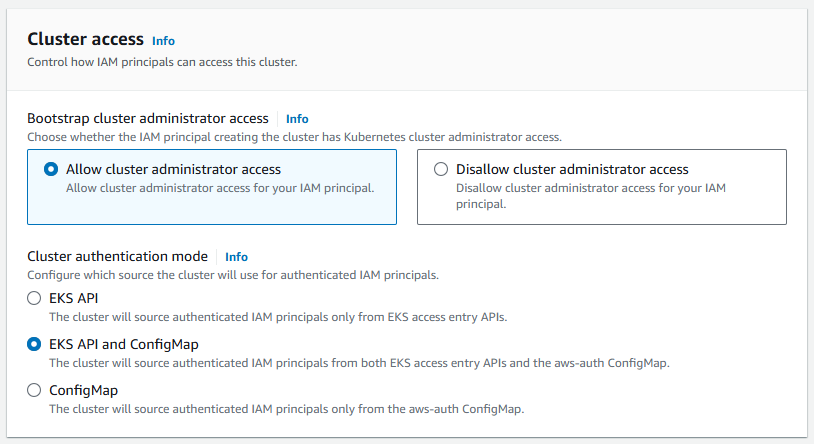 Cluster access Info
Control how IAM principals can access this cluster.
Bootstrap cluster administrator access Info
Choose whether the IAM principal creating the cluster has Kubernetes cluster administrator access.
Allow cluster administrator access
Allow cluster administrator access for your IAM principal.
Disallow cluster administrator access
Disallow cluster administrator access for your IAM
principal.
Cluster authentication mode Info
Configure which source the cluster will use for authenticated IAM principals.
EKS API
The cluster will source authenticated IAM principals only from EKS access entry APIs.
EKS API and ConfigMap
The cluster will source authenticated IAM principals from both EKS access entry APIs and the aws-auth ConfigMap.
ConfigMap
The cluster will source authenticated IAM principals only from the aws-auth ConfigMap.